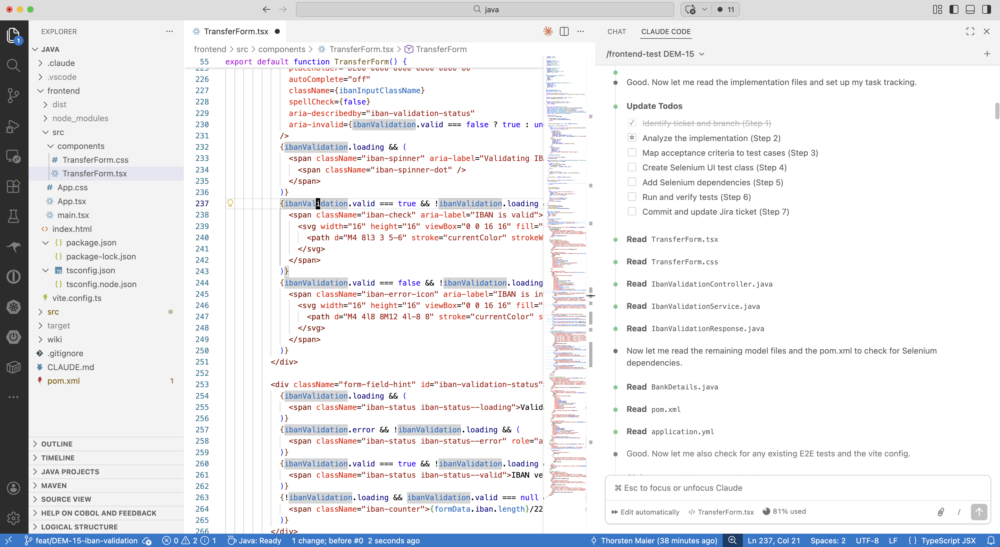 java
11
1
EXPLORER
JAVA
.claude
.vscode
frontend
dist
node_modules
src
components
# TransferForm.css
TransferForm.tsx
# App.css
App.tsx
main.tsx
<> index.html
{} package.json
{} package-lock.json
TS tsconfig.json
{} tsconfig.node.json
vite.config.ts
src
target
wiki
.gitignore
CLAUDE.md
pom.xml 1
OUTLINE
TIMELINE
JAVA PROJECTS
MAVEN
SOURCE VIEW
HELP ON COBOL AND FEEDBACK
LOGICAL STRUCTURE
TransferForm.tsx
frontend > src > components > TransferForm.tsx > TransferForm
55 export default function TransferForm() {
225 placeholder="DE00 0000 0000 0000 0000 00"
226 autoComplete="off"
227 className={ibanInputClassName}
228 spellCheck={false}
229 aria-describedby="iban-validation-status"
230 aria-invalid={ibanValidation.valid === false ? true : un
231 />
232 {ibanValidation.loading && (
233 <span className="iban-spinner" aria-label="Validating IB
234 <span className="iban-spinner-dot" />
235 </span>
236 )}
237 {ibanValidation.valid === true && !ibanValidation.loading
238 <span className="iban-check" aria-label="IBAN is valid">
239 <svg width="16" height="16" viewBox="0 0 16 16" fill="
240 <path d="M4 8l3 3 5-6" stroke="currentColor" strokeW
241 </svg>
242 </span>
243 )}
244 {ibanValidation.valid === false && !ibanValidation.loading
245 <span className="iban-error-icon" aria-label="IBAN is in
246 <svg width="16" height="16" viewBox="0 0 16 16" fill="
247 <path d="M4 4l8 8M12 4l-8 8" stroke="currentColor" s
248 </svg>
249 </span>
250 )}
251 </div>
252
253 <div className="form-field-hint" id="iban-validation-status"
254 {ibanValidation.loading && (
255 <span className="iban-status iban-status--loading">Valid
256 )}
257 {ibanValidation.error && !ibanValidation.loading && (
258 <span className="iban-status iban-status--error" role="a
259 )}
260 {ibanValidation.valid === true && !ibanValidation.loading
261 <span className="iban-status iban-status--valid">IBAN ve
262 )}
263 {!ibanValidation.loading && ibanValidation.valid === null
264 <span className="iban-counter">{formData.iban.length}/22
265 )}
266 </div>
CHAT CLAUDE CODE
/frontend-test DEM-15
Good. Now let me read the implementation files and set up my task tracking.
Update Todos
Identify ticket and branch (Step 1)
Analyze the implementation (Step 2)
Map acceptance criteria to test cases (Step 3)
Create Selenium UI test class (Step 4)
Add Selenium dependencies (Step 5)
Run and verify tests (Step 6)
Commit and update Jira ticket (Step 7)
Read TransferForm.tsx
Read TransferForm.css
Read IbanValidationController.java
Read IbanValidationService.java
Read IbanValidationResponse.java
Now let me read the remaining model files and the pom.xml to check for Selenium
dependencies.
Read BankDetails.java
Read pom.xml
Read application.yml
Good. Now let me also check for any existing E2E tests and the vite config.
⌘ Esc to focus or unfocus Claude
Edit automatically </> TransferForm.tsx 81% used /
feat/DEM-15-iban-validation 0 2 1 Java: Ready 1 change; before #0 2 seconds ago Thorsten Maier (38 minutes ago) Ln 237, Col 21 Spaces: 2 UTF-8 LF {} TypeScript JSX